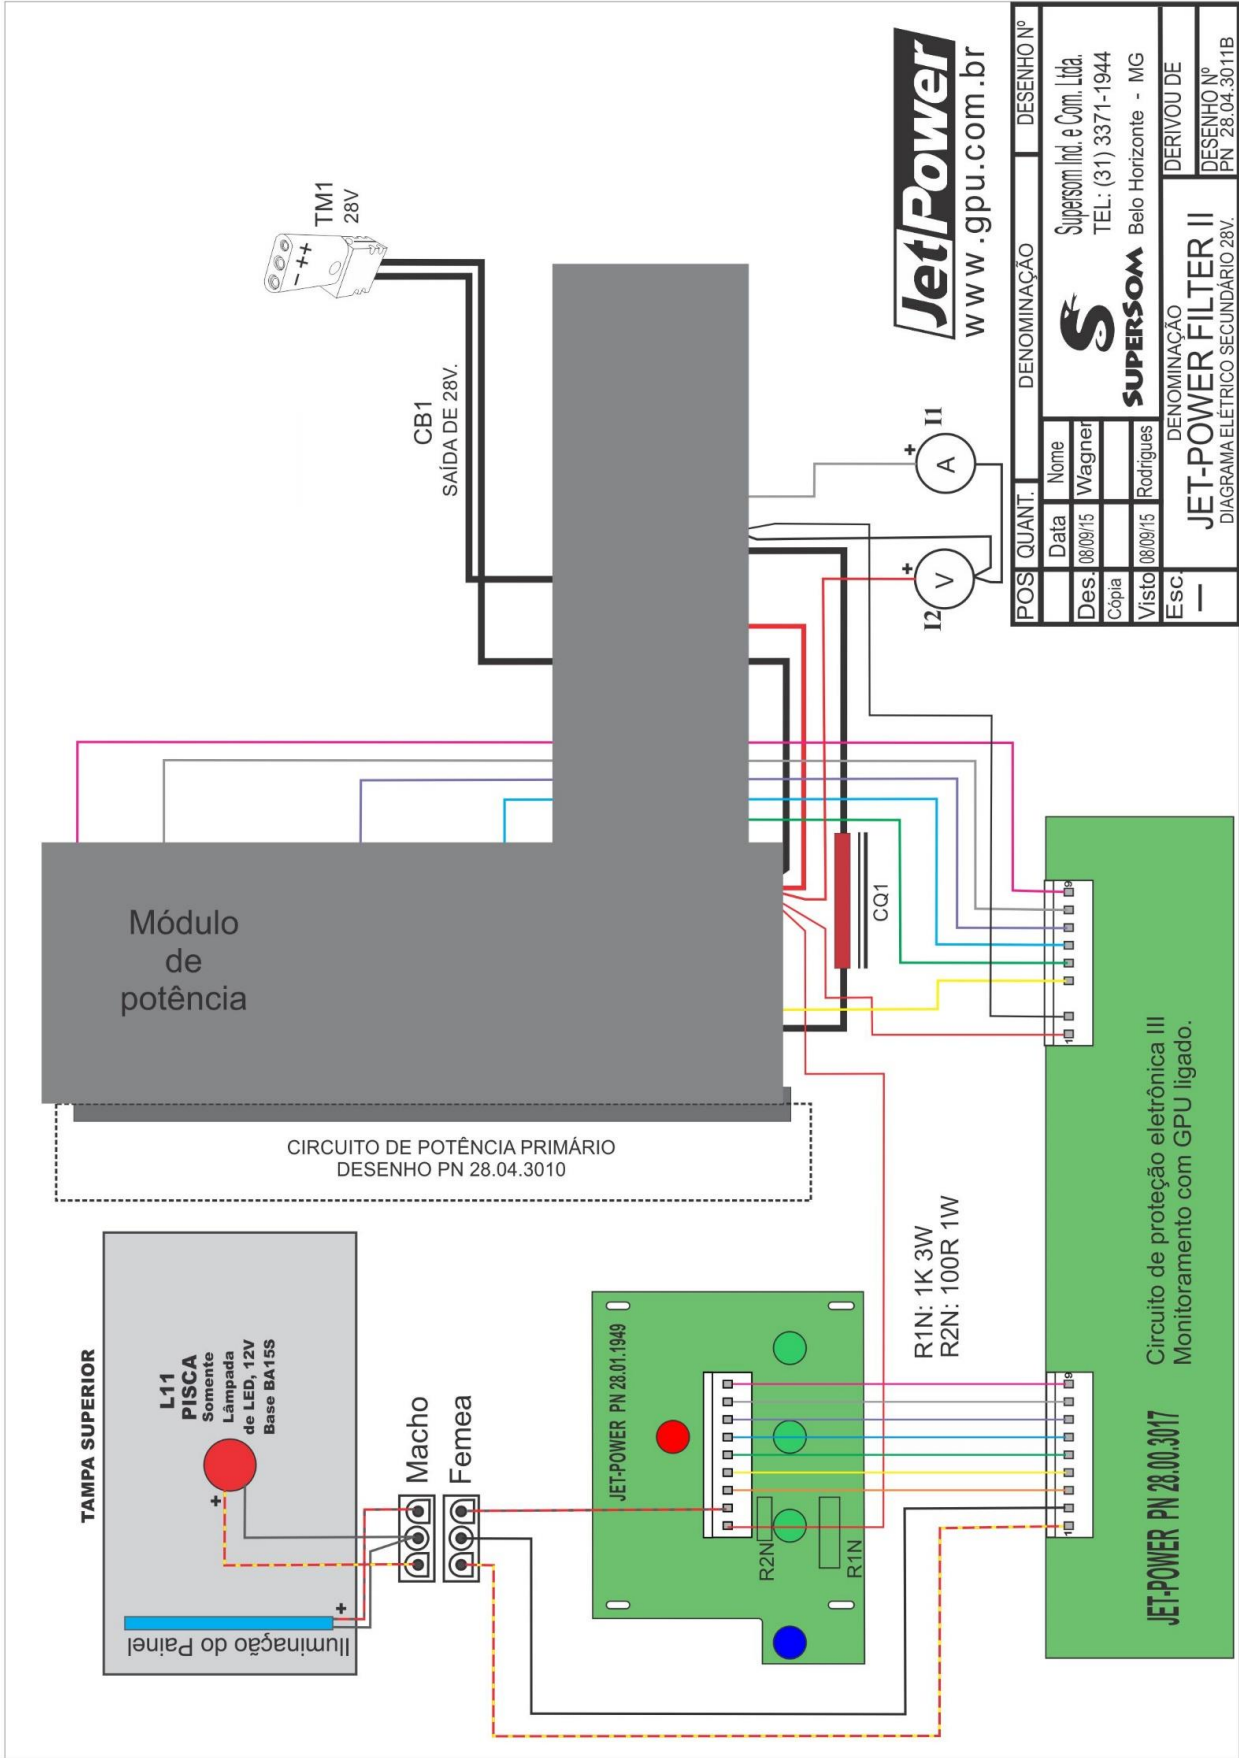 TAMPA SUPERIOR
L11
PISCA
Somente
Lâmpada
de LED, 12V
Base BA15S
+
+
Iluminação do Painel
Macho
Femea
Módulo
de
potência
CIRCUITO DE POTÊNCIA PRIMÁRIO
DESENHO PN 28.04.3010
TM1
28V
- ++
CB1
SAÍDA DE 28V.
JET-POWER PN 28.01.1949
R2N
R1N
R1N: 1K 3W
R2N: 100R 1W
CQ1
I2
+
V
I1
+
A
JET-POWER PN 28.00.3017
Circuito de proteção eletrônica III
Monitoramento com GPU ligado.
1
9
1
9
JetPower
www.gpu.com.br
POS QUANT. DENOMINAÇÃO DESENHO Nº
Data Nome
Des. 08/09/15 Wagner
Cópia
Visto 08/09/15 Rodrigues
S
SUPERSOM
Supersom Ind. e Com. Ltda.
TEL: (31) 3371-1944
Belo Horizonte - MG
Esc.
—
DENOMINAÇÃO
JET-POWER FILTER II
DIAGRAMA ELÉTRICO SECUNDÁRIO 28V.
DERIVOU DE
DESENHO Nº
PN 28.04.3011B